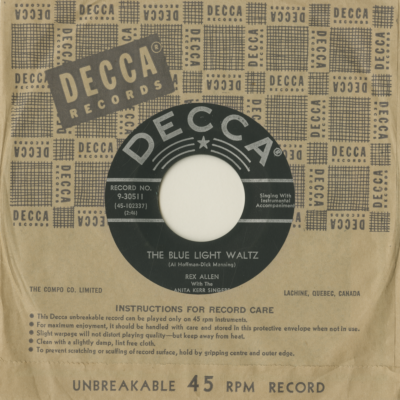 DECCA
RECORDS
DECCA
RECORD NO.
9-30511
(45-102337)
Singing With
Instrumental
Accompaniment
THE BLUE LIGHT WALTZ
(Al Hoffman-Dick Manning)
REX ALLEN
With The
ANITA KERR SINGERS
THE COMPO CO. LIMITED
LACHINE, QUEBEC, CANADA
INSTRUCTIONS FOR RECORD CARE
● This Decca unbreakable record can be played only on 45 rpm instruments.
● For maximum enjoyment, it should be handled with care and stored in this protective envelope when not in use.
● Slight warpage will not distort playing quality—but keep away from heat.
● Clean with a slightly damp, lint free cloth.
● To prevent scratching or scuffing of record surface, hold by gripping centre and outer edge.
UNBREAKABLE 45 RPM RECORD